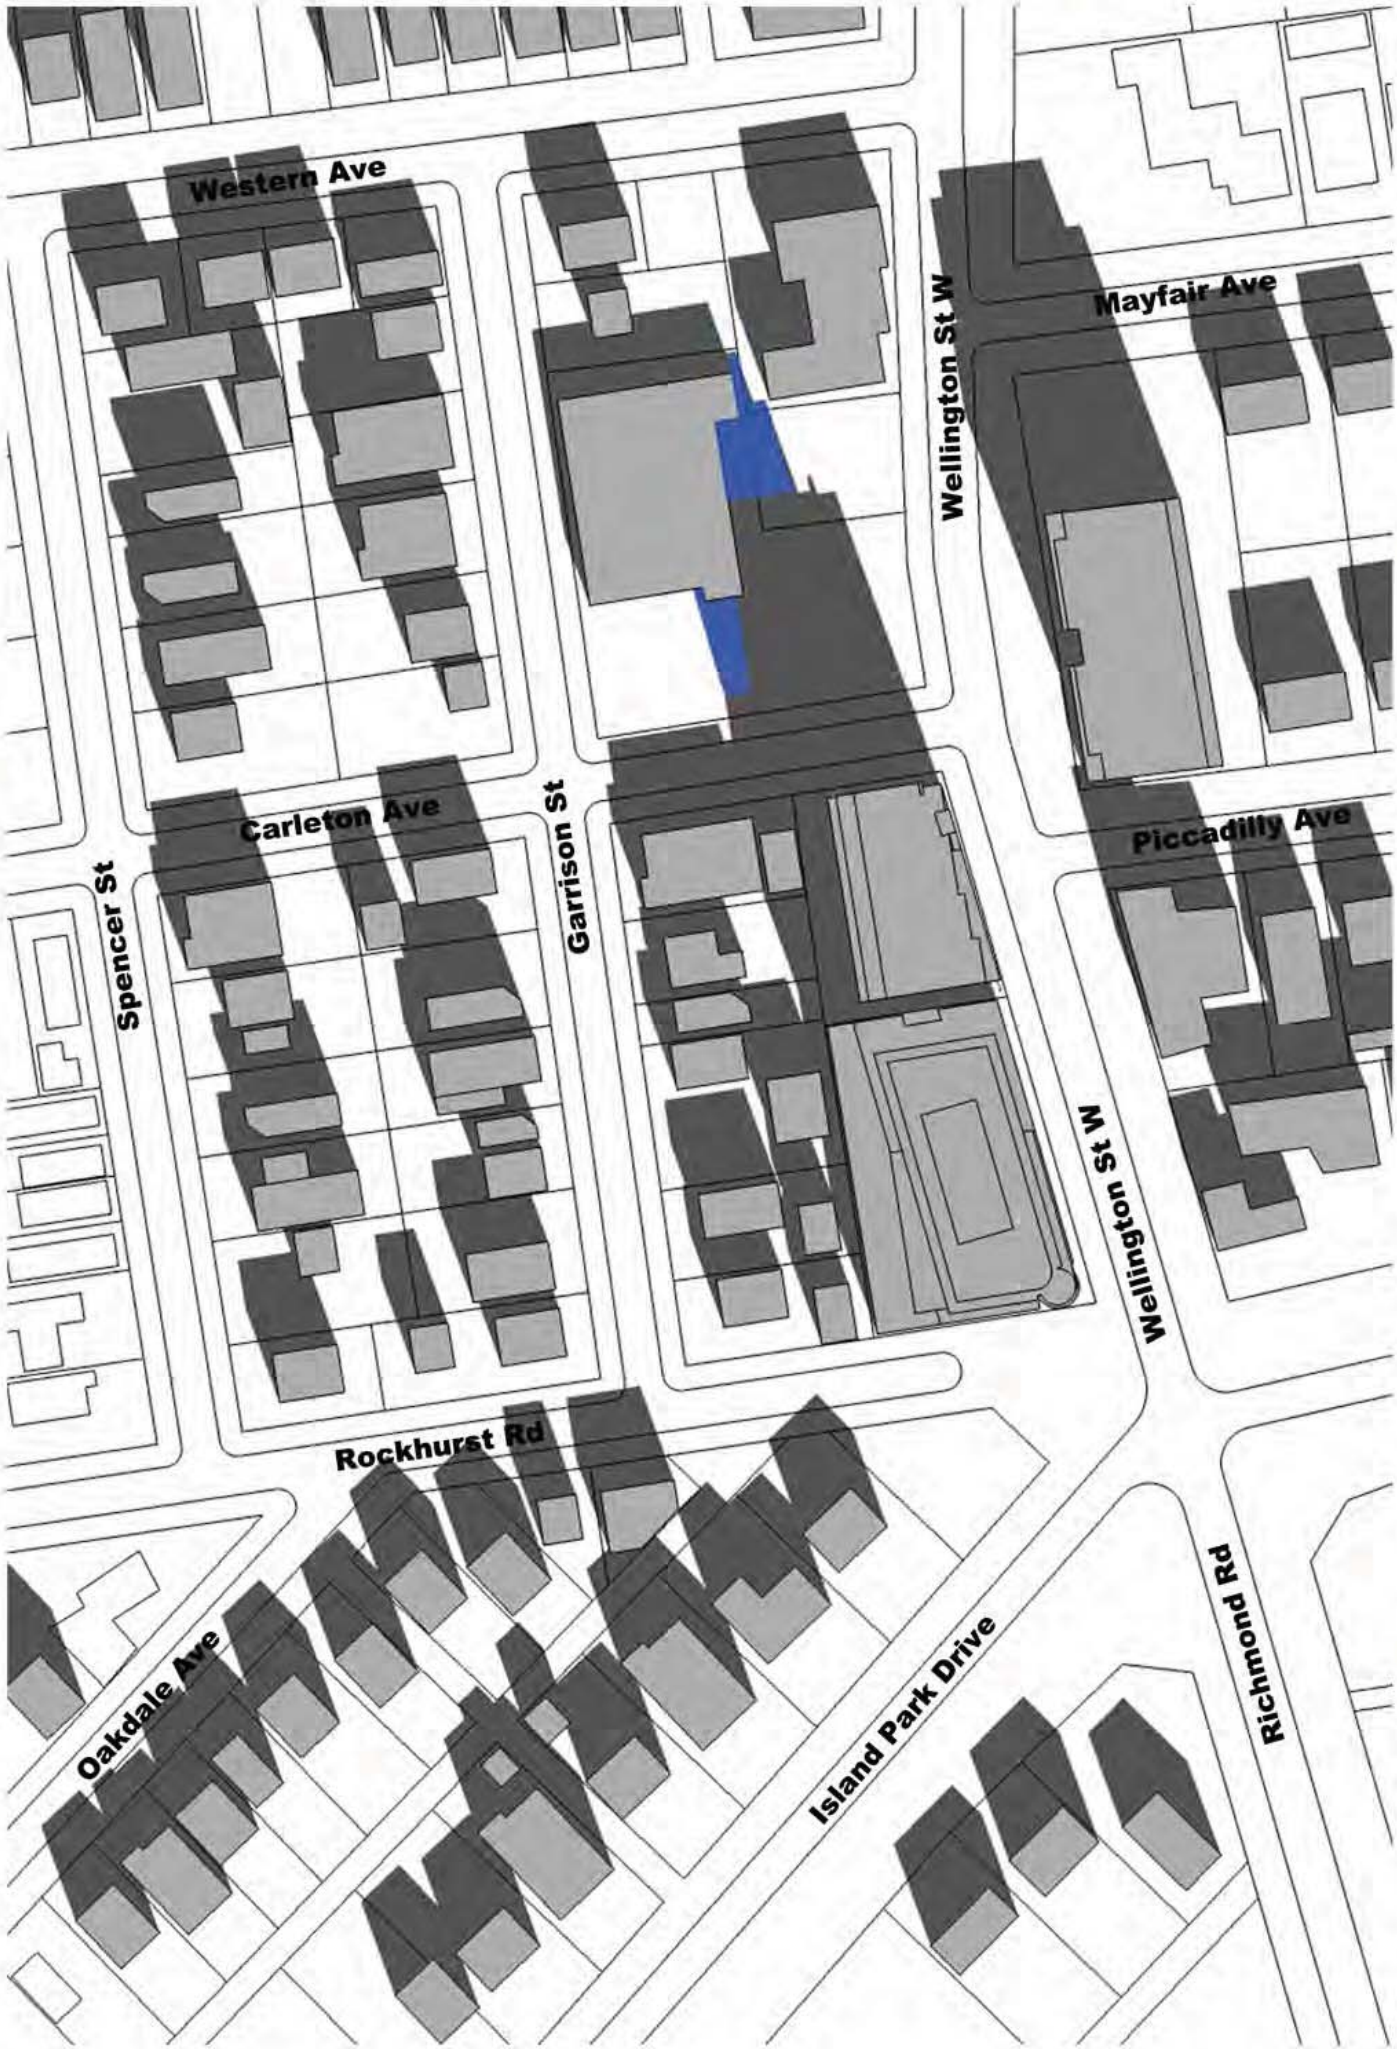 Western Ave
Mayfair Ave
Wellington St W
Carleton Ave
Piccadilly Ave
Garrison St
Spencer St
Wellington St W
Rockhurst Rd
Richmond Rd
Oakdale Ave
Island Park Drive